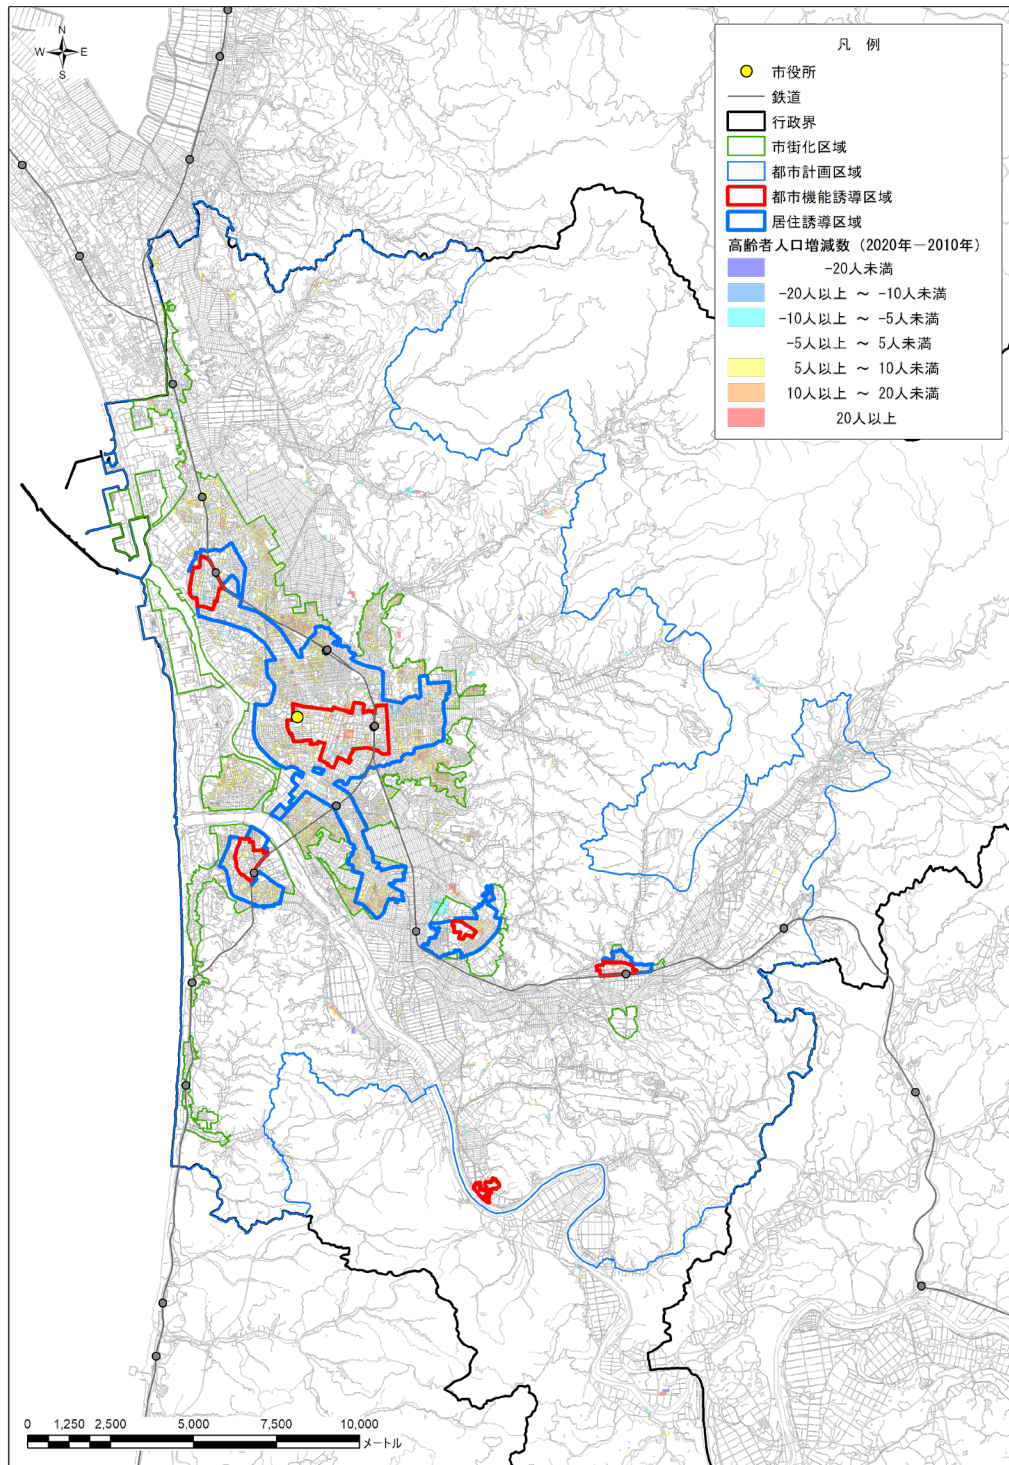 N
W E
S
凡 例
市役所
鉄道
行政界
市街化区域
都市計画区域
都市機能誘導区域
居住誘導区域
高齢者人口増減数（2020年－2010年）
-20人未満
-20人以上 ～ -10人未満
-10人以上 ～ -5人未満
-5人以上 ～ 5人未満
5人以上 ～ 10人未満
10人以上 ～ 20人未満
20人以上
0 1,250 2,500 5,000 7,500 10,000
メートル